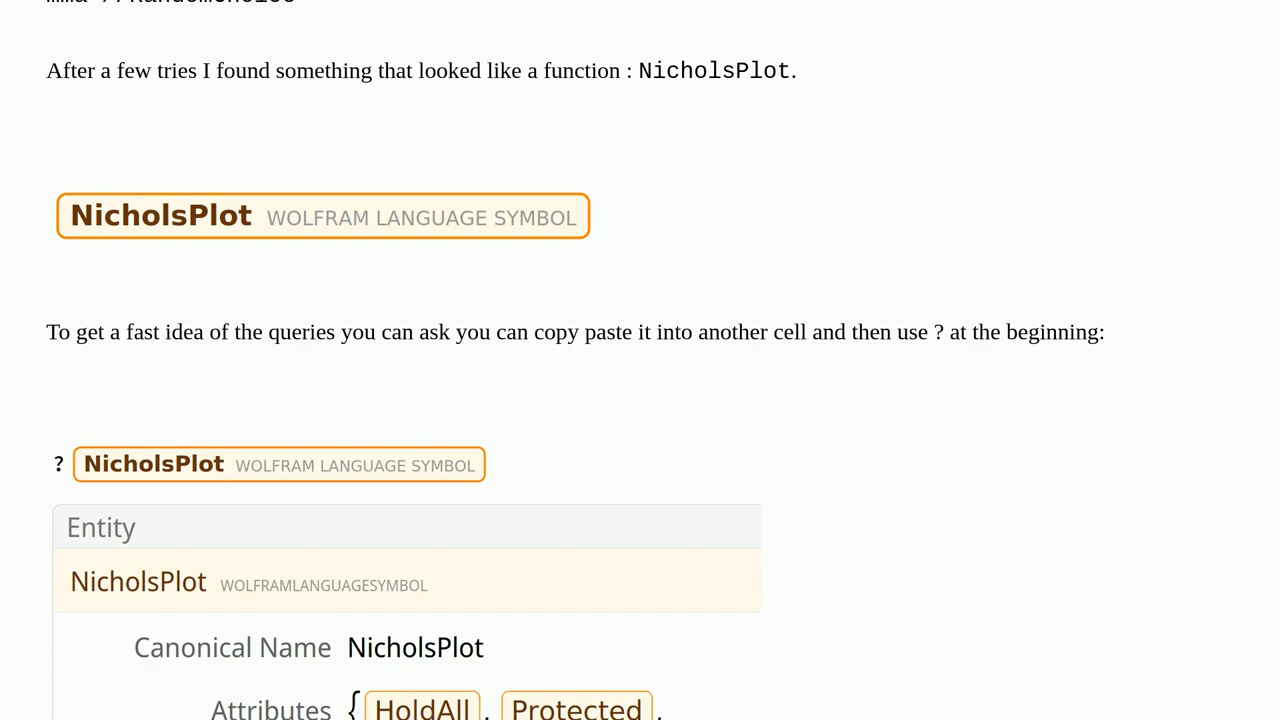 mma //RandomChoice
After a few tries I found something that looked like a function : NicholsPlot.
NicholsPlot WOLFRAM LANGUAGE SYMBOL
To get a fast idea of the queries you can ask you can copy paste it into another cell and then use ? at the beginning:
? NicholsPlot WOLFRAM LANGUAGE SYMBOL
Entity
NicholsPlot WOLFRAMLANGUAGESYMBOL
Canonical Name NicholsPlot
Attributes {HoldAll, Protected,